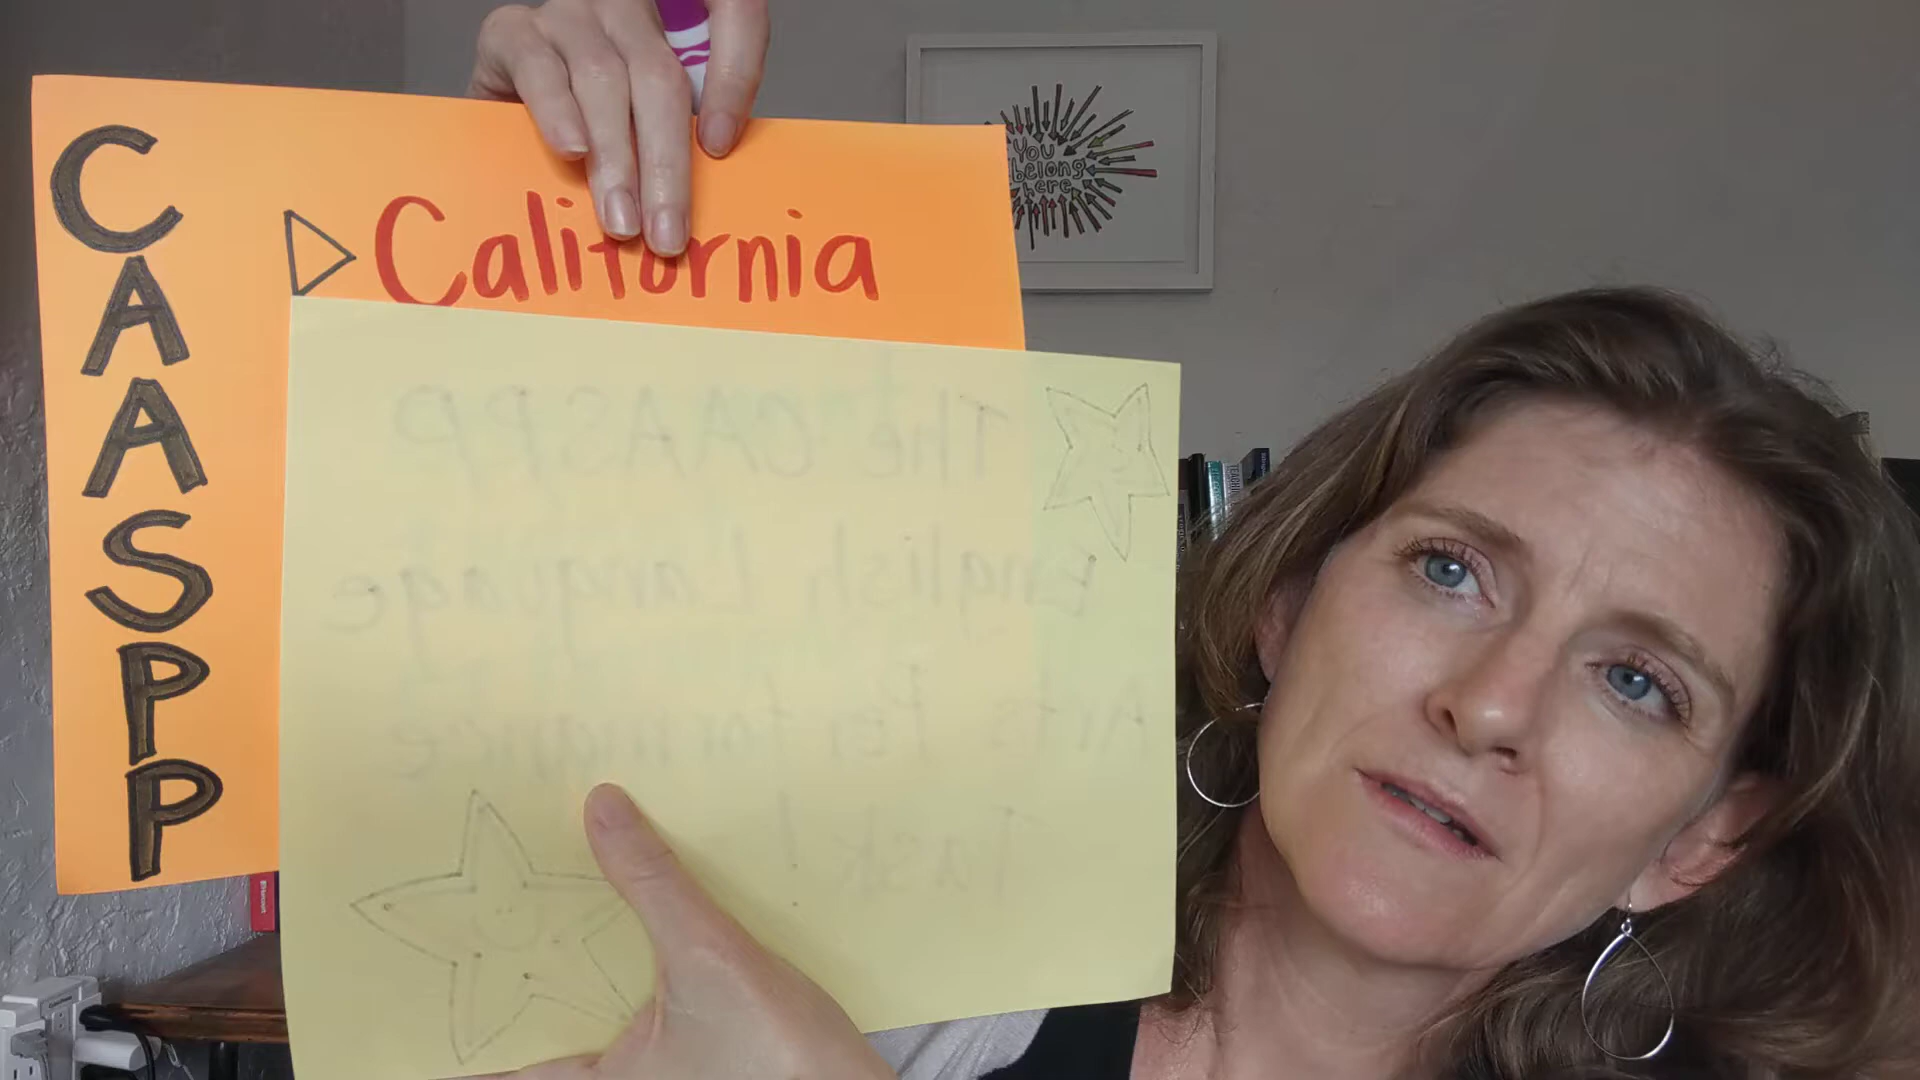 CAASPP
California
The CAASPP
English Language
Arts Performance
Task!
You
belong
here